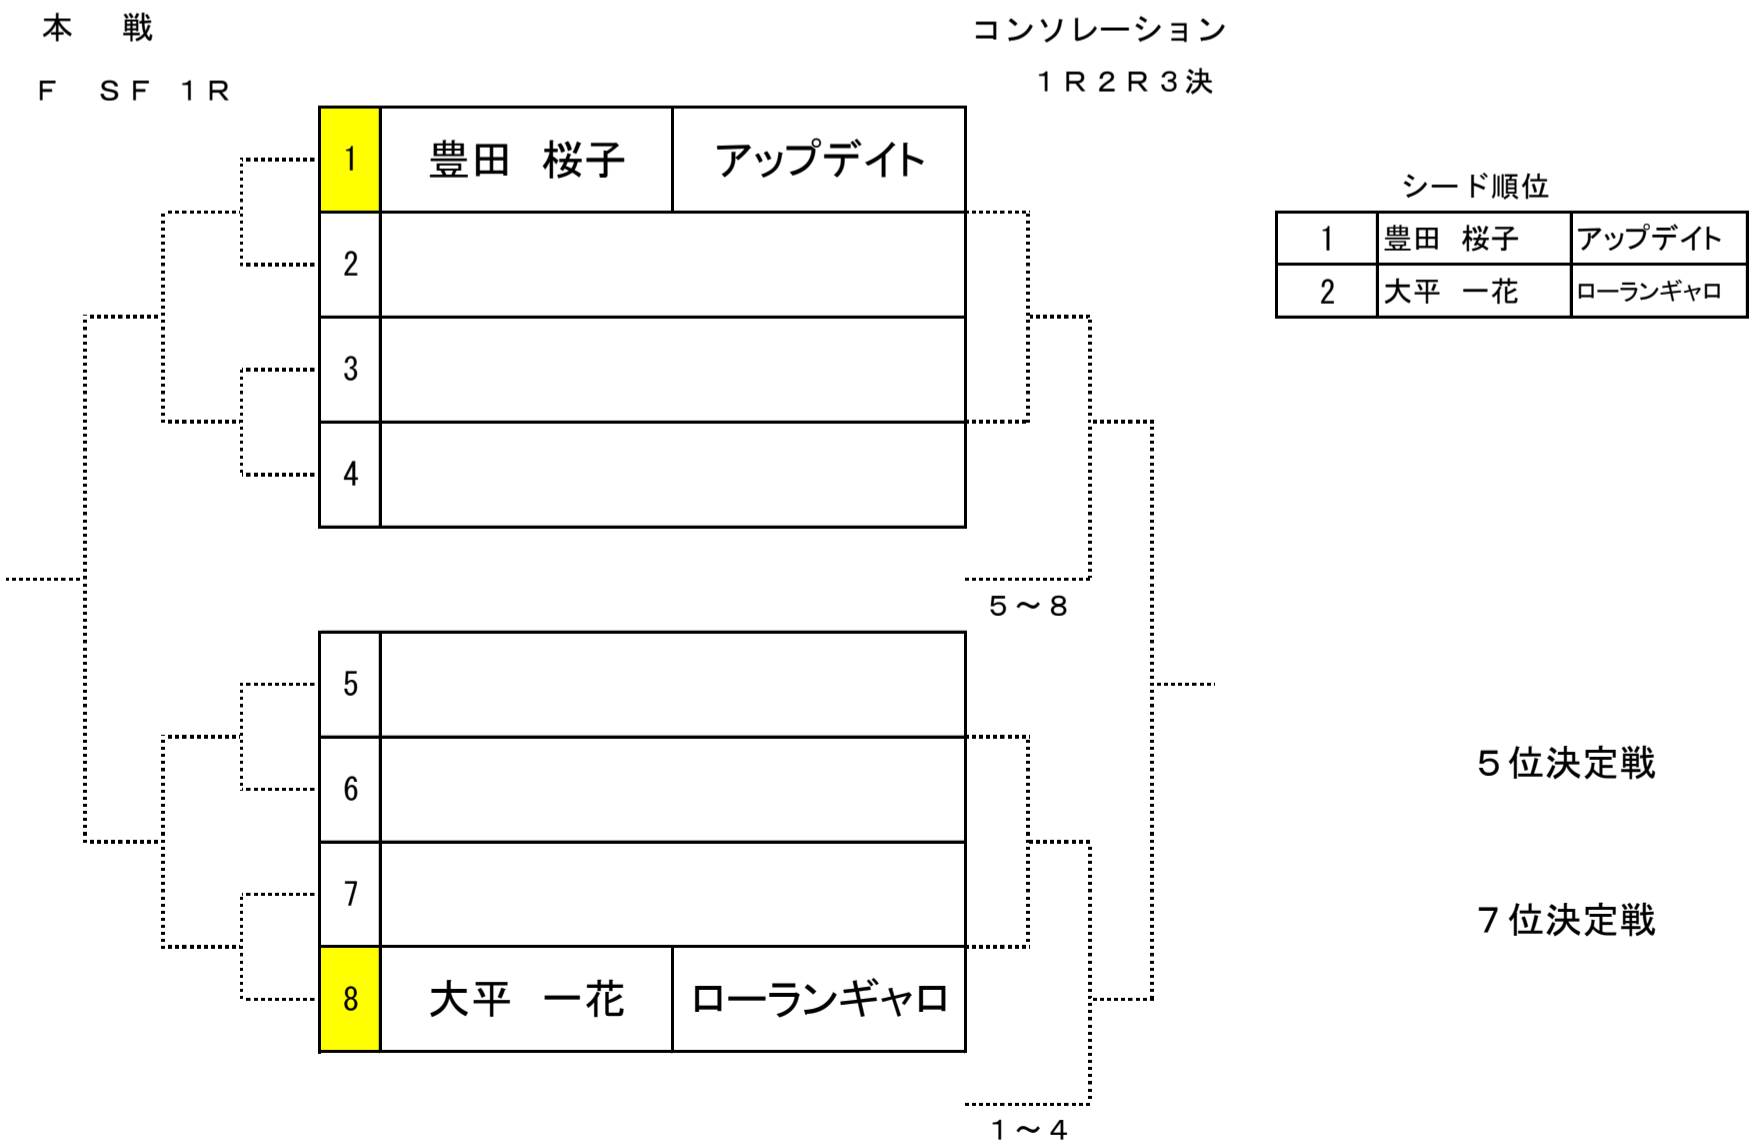 本　戦
コンソレーション
Ｆ　ＳＦ　１Ｒ
１Ｒ２Ｒ３決
1 豊田　桜子 アップデイト
2
3
4
５～８
5
6
7
8 大平　一花 ローランギャロ
１～４
シード順位
1 豊田　桜子 アップデイト
2 大平　一花 ローランギャロ
５位決定戦
７位決定戦